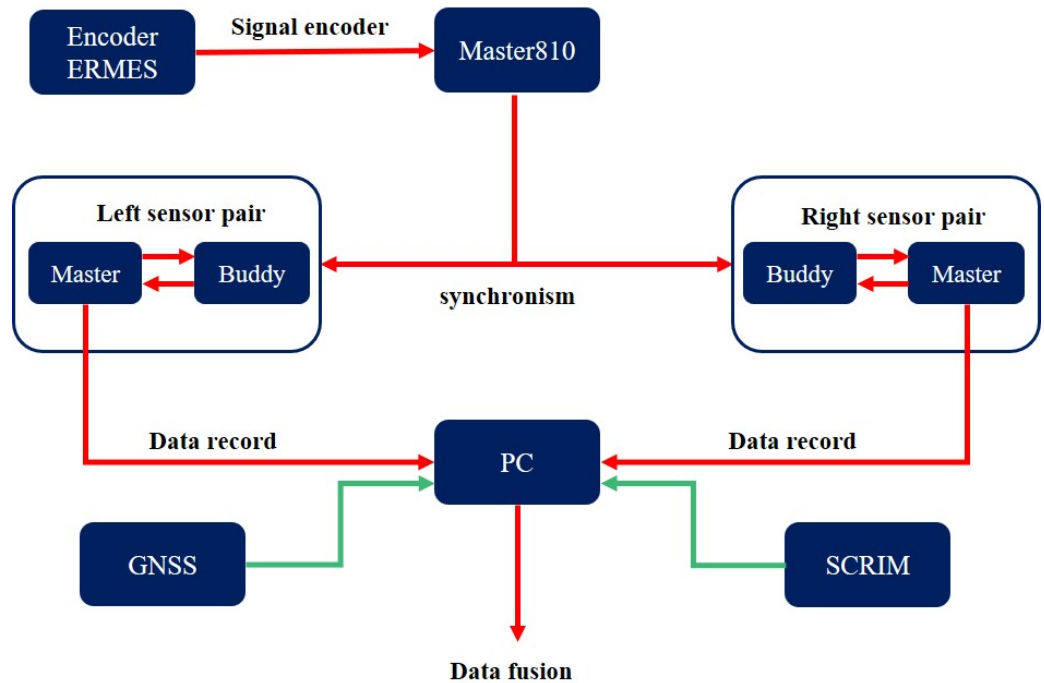 Encoder
ERMES
Signal encoder
Master810
Left sensor pair
Master
Buddy
synchronism
Right sensor pair
Buddy
Master
Data record
PC
Data record
GNSS
SCRIM
Data fusion